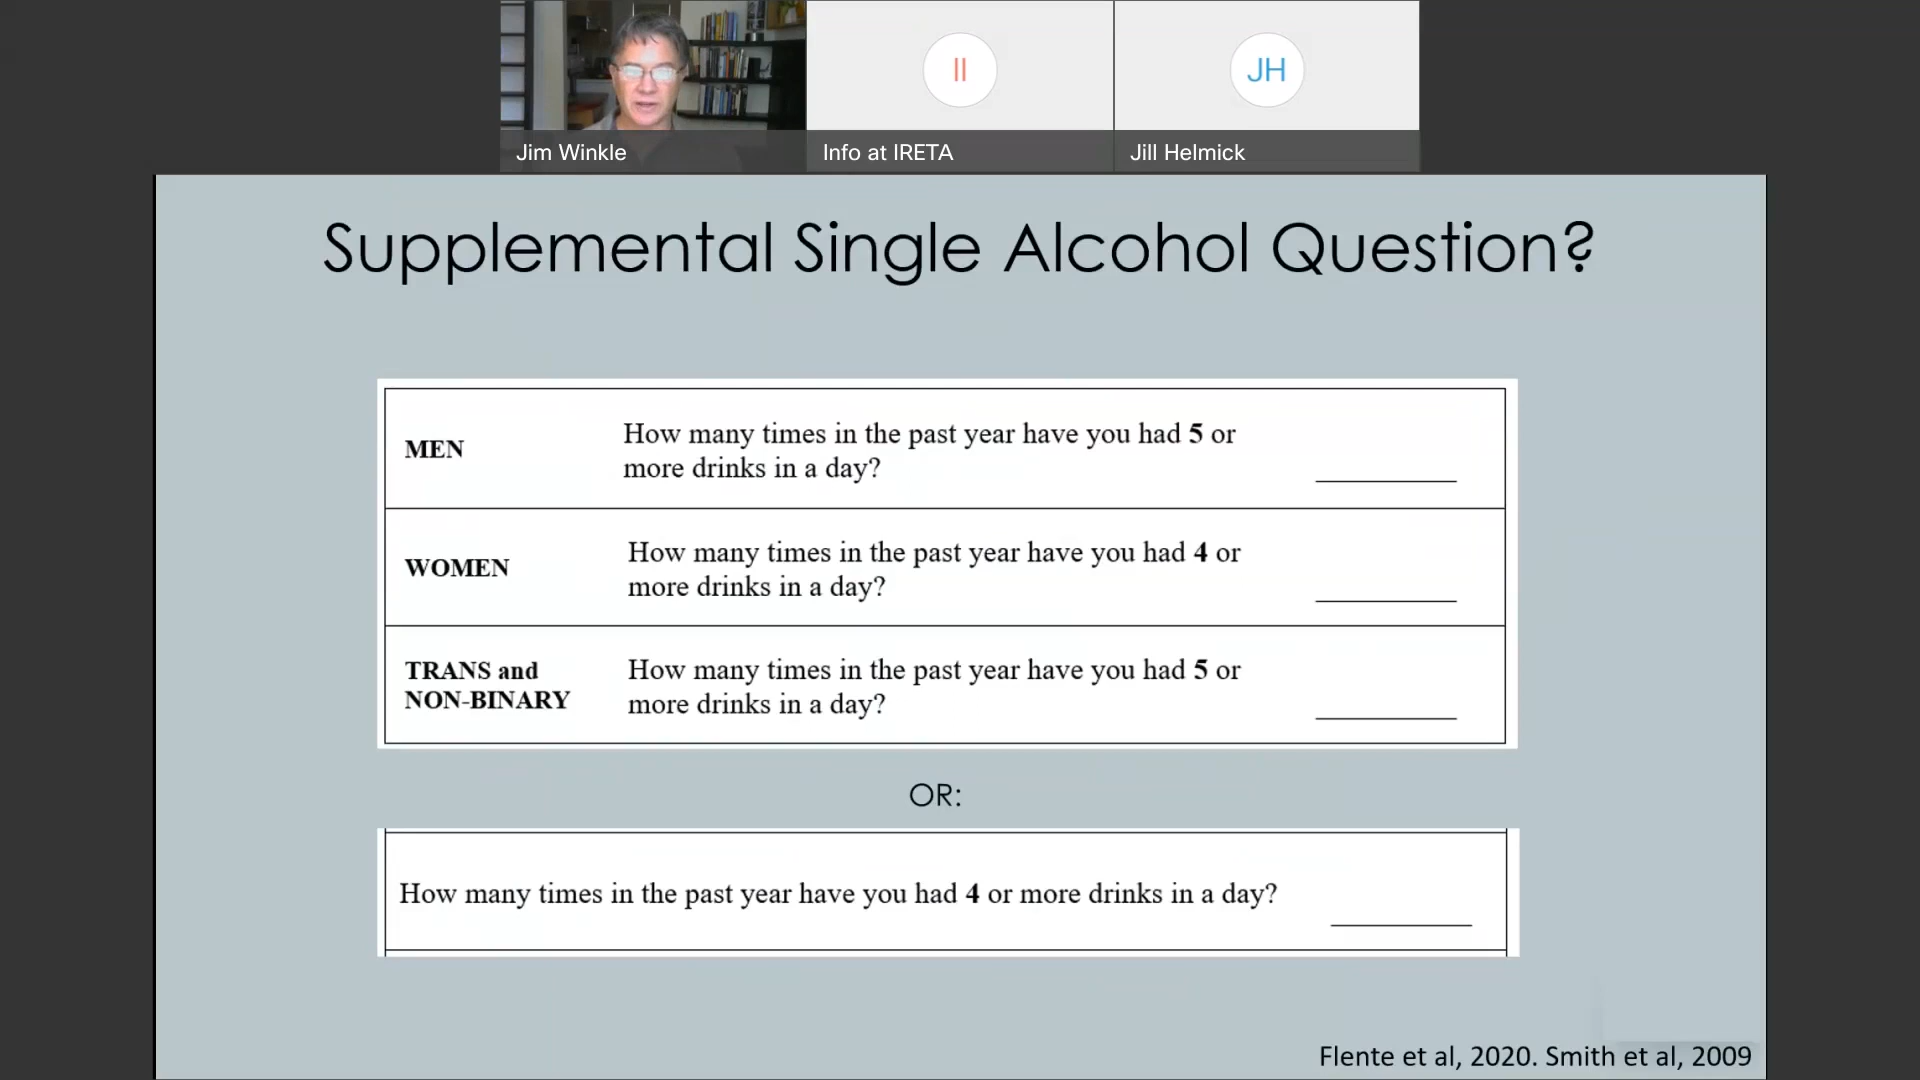 II
JH
Jim Winkle
Info at IRETA
Jill Helmick
Supplemental Single Alcohol Question?
MEN
How many times in the past year have you had 5 or
more drinks in a day?
WOMEN
How many times in the past year have you had 4 or
more drinks in a day?
TRANS and
NON-BINARY
How many times in the past year have you had 5 or
more drinks in a day?
OR:
How many times in the past year have you had 4 or more drinks in a day?
Flente et al, 2020. Smith et al, 2009